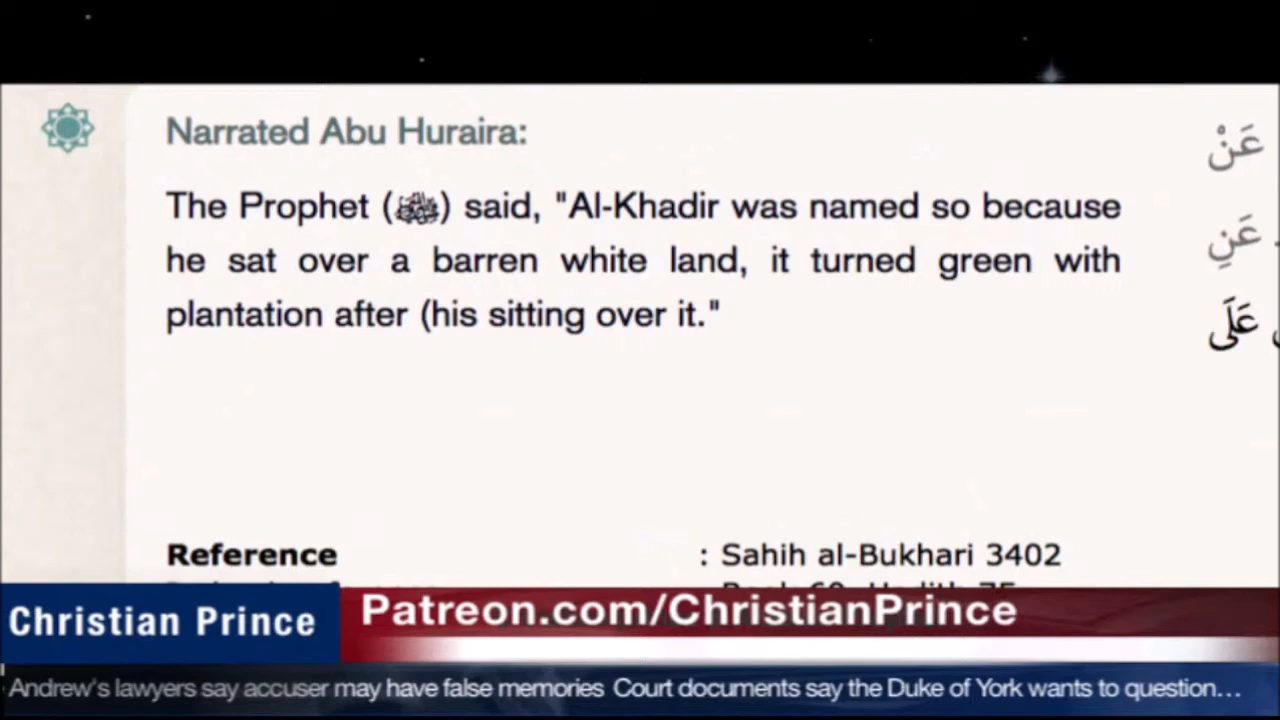 Narrated Abu Huraira:
The Prophet (ﷺ) said, "Al-Khadir was named so because
he sat over a barren white land, it turned green with
plantation after (his sitting over it."
عَنْ
عَنِ
عَلَى
Reference : Sahih al-Bukhari 3402
Christian Prince
Patreon.com/ChristianPrince
Andrew's lawyers say accuser may have false memories Court documents say the Duke of York wants to question…